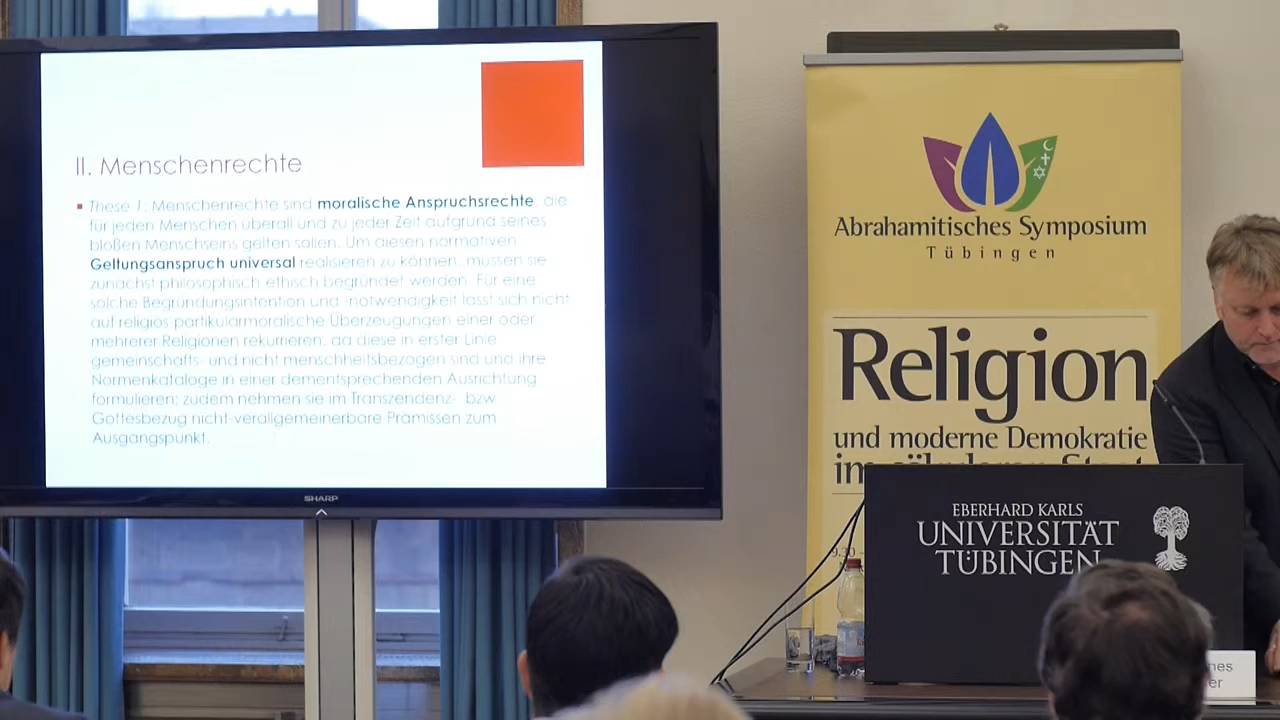 II. Menschenrechte
These 1: Menschenrechte sind moralische Anspruchsrechte, die
für jeden Menschen überall und zu jeder Zeit aufgrund seines
bloßen Menschseins gelten sollen. Um diesen normativen
Geltungsanspruch universal realisieren zu können, müssen sie
zunächst philosophisch-ethisch begründet werden. Für eine
solche Begründungsintention und -notwendigkeit lässt sich nicht
auf religiös partikularmoralische Überzeugungen einer oder
mehrerer Religionen rekurrieren, da diese in erster Linie
gemeinschafts- und nicht menschheitsbezogen sind und ihre
Normenkataloge in einer dementsprechenden Ausrichtung
formulieren; zudem nehmen sie im Transzendenz- bzw
Gottesbezug nicht-verallgemeinerbare Prämissen zum
Ausgangspunkt.
SHARP
Abrahamitisches Symposium
Tübingen
Religion
und moderne Demokratie
im säkularen Staat
9.30 -
EBERHARD KARLS
UNIVERSITÄT
TÜBINGEN